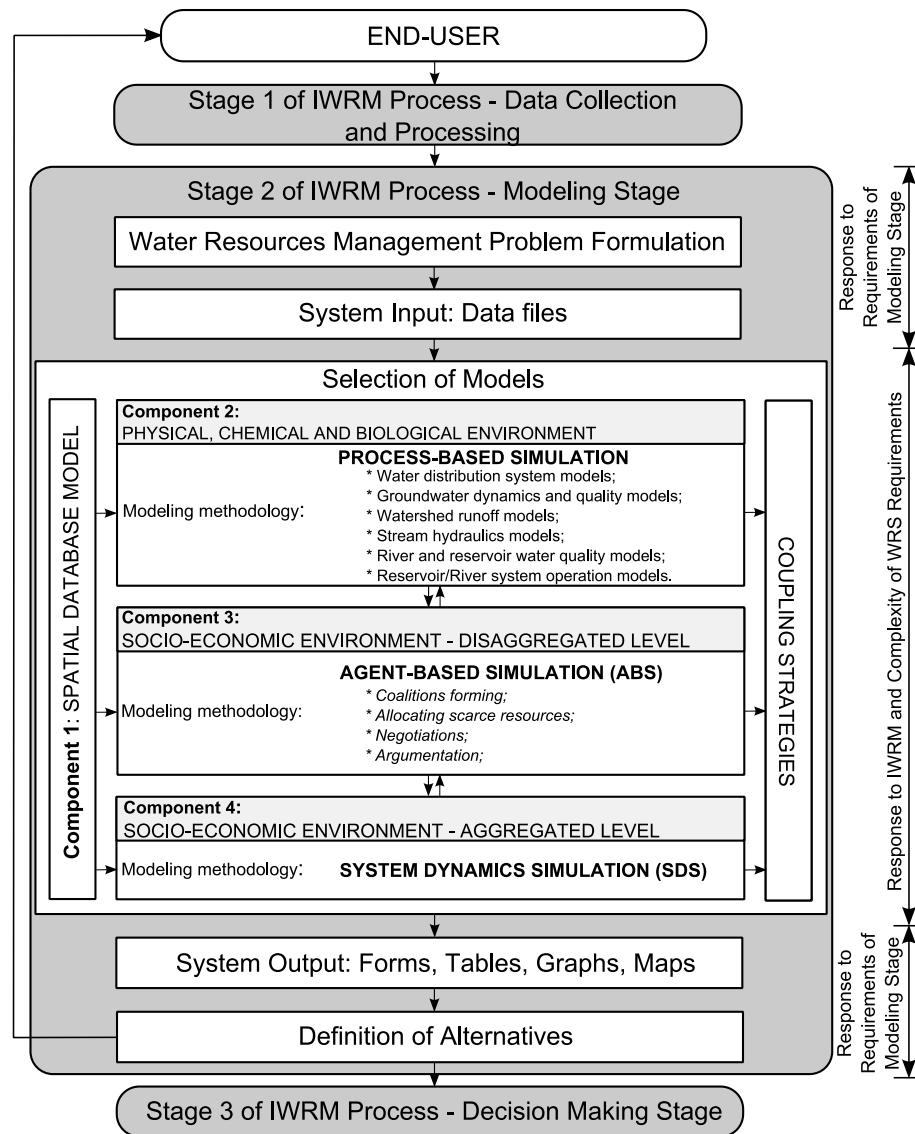 END-USER
Stage 1 of IWRM Process - Data Collection
and Processing
Stage 2 of IWRM Process - Modeling Stage
Water Resources Management Problem Formulation
System Input: Data files
Selection of Models
Component 1: SPATIAL DATABASE MODEL
Component 2:
PHYSICAL, CHEMICAL AND BIOLOGICAL ENVIRONMENT
PROCESS-BASED SIMULATION
* Water distribution system models;
* Groundwater dynamics and quality models;
Modeling methodology:
* Watershed runoff models;
* Stream hydraulics models;
* River and reservoir water quality models;
* Reservoir/River system operation models.
Component 3:
SOCIO-ECONOMIC ENVIRONMENT - DISAGGREGATED LEVEL
AGENT-BASED SIMULATION (ABS)
* Coalitions forming;
Modeling methodology:
* Allocating scarce resources;
* Negotiations;
* Argumentation;
Component 4:
SOCIO-ECONOMIC ENVIRONMENT - AGGREGATED LEVEL
Modeling methodology: SYSTEM DYNAMICS SIMULATION (SDS)
COUPLING STRATEGIES
System Output: Forms, Tables, Graphs, Maps
Definition of Alternatives
Stage 3 of IWRM Process - Decision Making Stage
Response to
Requirements of
Modeling Stage
Response to IWRM and Complexity of WRS Requirements
Response to
Requirements of
Modeling Stage